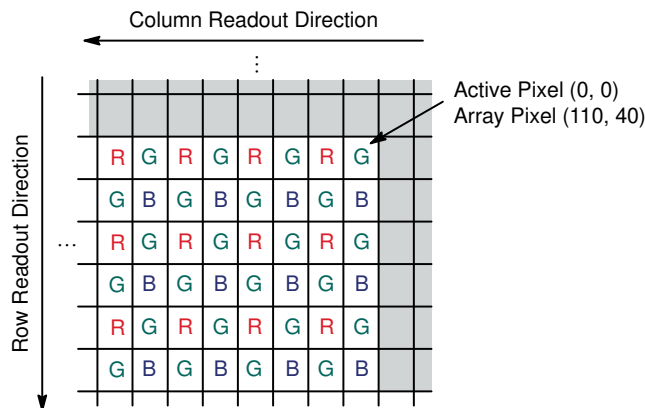 Column Readout Direction
...
Active Pixel (0, 0)
Array Pixel (110, 40)
Row Readout Direction
R G R G R G R G
G B G B G B G B
...
R G R G R G R G
G B G B G B G B
R G R G R G R G
G B G B G B G B